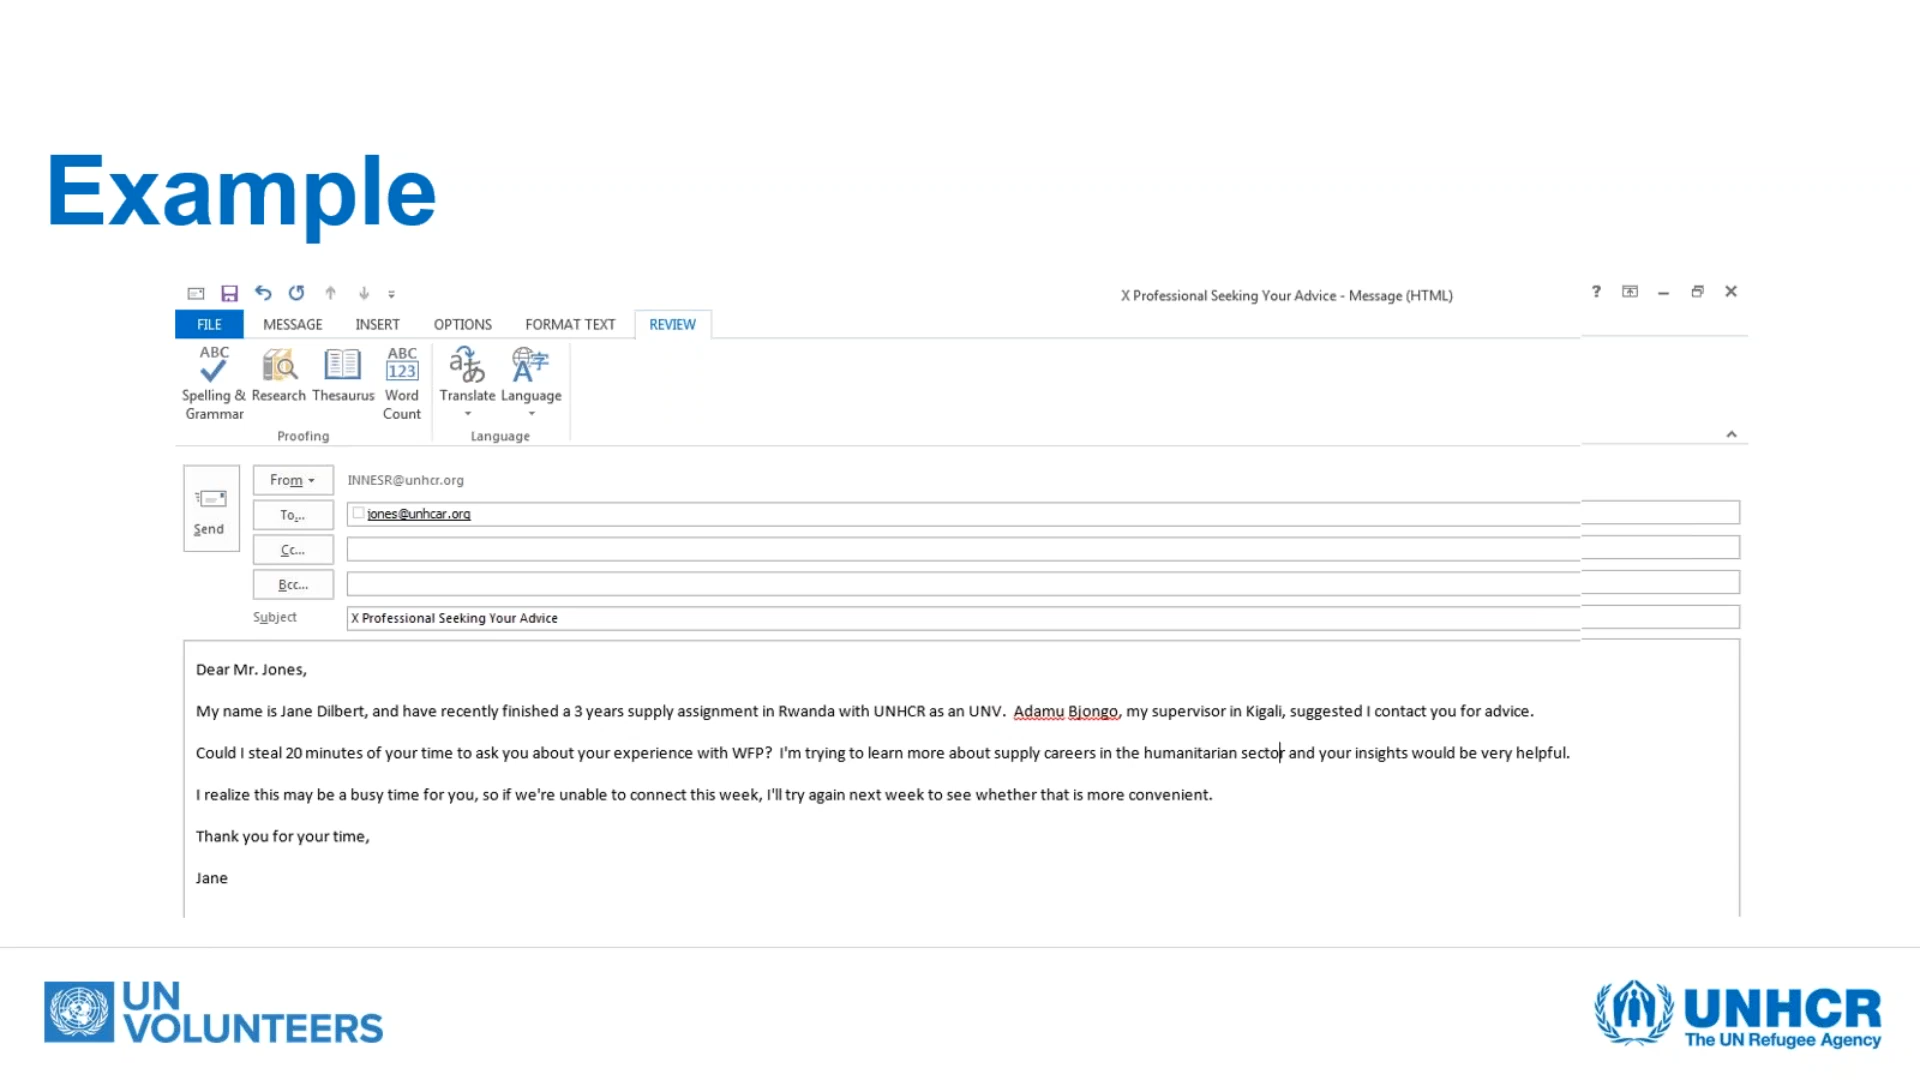 Example
X Professional Seeking Your Advice - Message (HTML)
?
FILE MESSAGE INSERT OPTIONS FORMAT TEXT REVIEW
ABC ABC 123
Spelling & Grammar Research Thesaurus Word Count Translate Language
Proofing Language
Send
From INNESR@unhcr.org
To... jones@unhcar.org
Cc...
Bcc...
Subject X Professional Seeking Your Advice
Dear Mr. Jones,
My name is Jane Dilbert, and have recently finished a 3 years supply assignment in Rwanda with UNHCR as an UNV.  Adamu Bjongo, my supervisor in Kigali, suggested I contact you for advice.
Could I steal 20 minutes of your time to ask you about your experience with WFP?  I'm trying to learn more about supply careers in the humanitarian sector and your insights would be very helpful.
I realize this may be a busy time for you, so if we're unable to connect this week, I'll try again next week to see whether that is more convenient.
Thank you for your time,
Jane
UN
VOLUNTEERS
UNHCR
The UN Refugee Agency